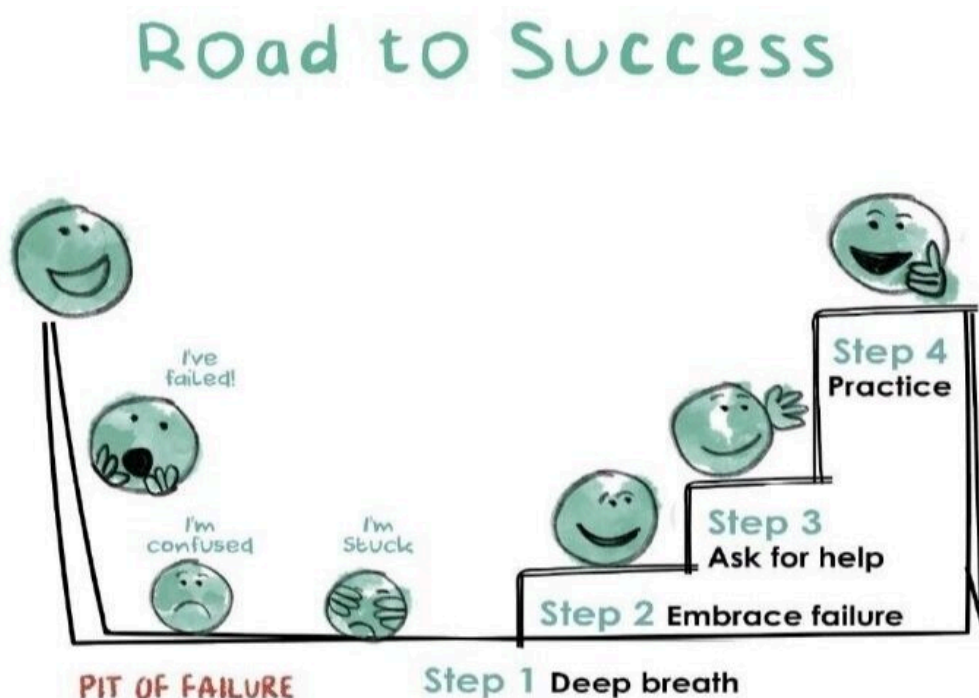 Road to Success
I've
failed!
I'm
confused
I'm
Stuck
Step 4
Practice
Step 3
Ask for help
Step 2 Embrace failure
PIT OF FAILURE
Step 1 Deep breath